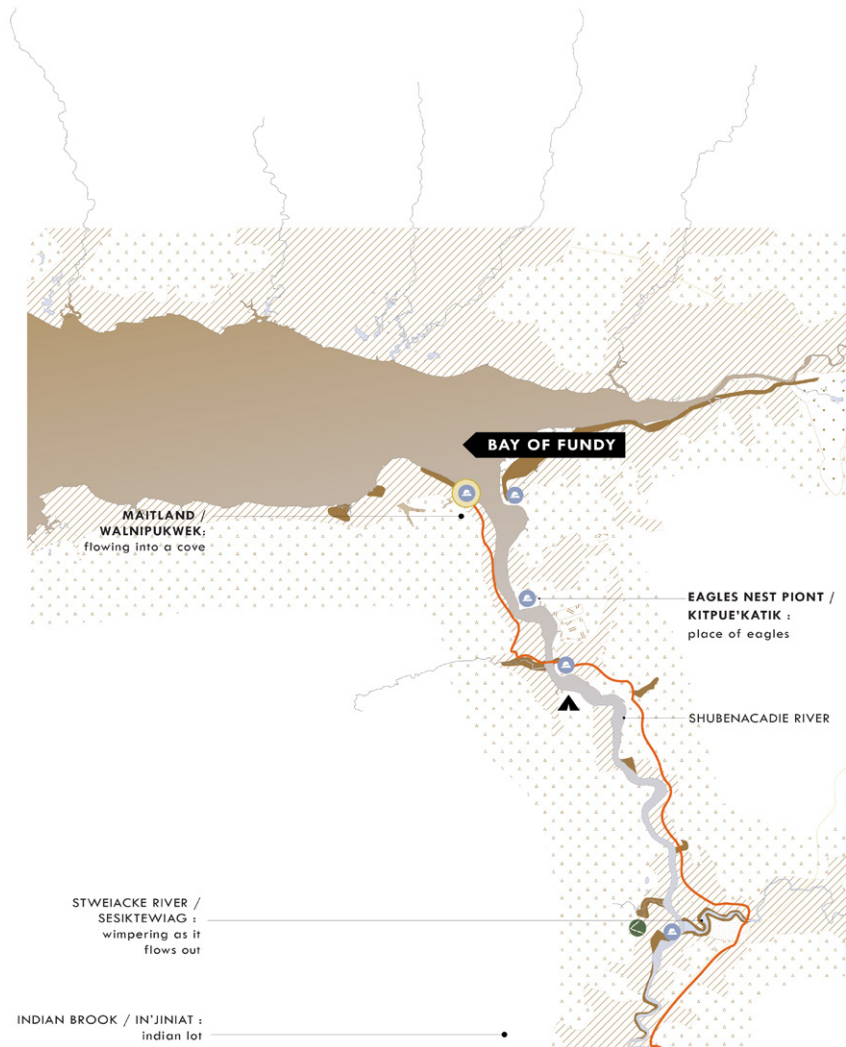 BAY OF FUNDY
MAITLAND /
WALNIPUKWEK:
flowing into a cove
EAGLES NEST PIONT /
KITPUE'KATIK :
place of eagles
SHUBENACADIE RIVER
STWEIACKE RIVER /
SESIKTEWIAG :
wimpering as it
flows out
INDIAN BROOK / IN'JINIAT :
indian lot